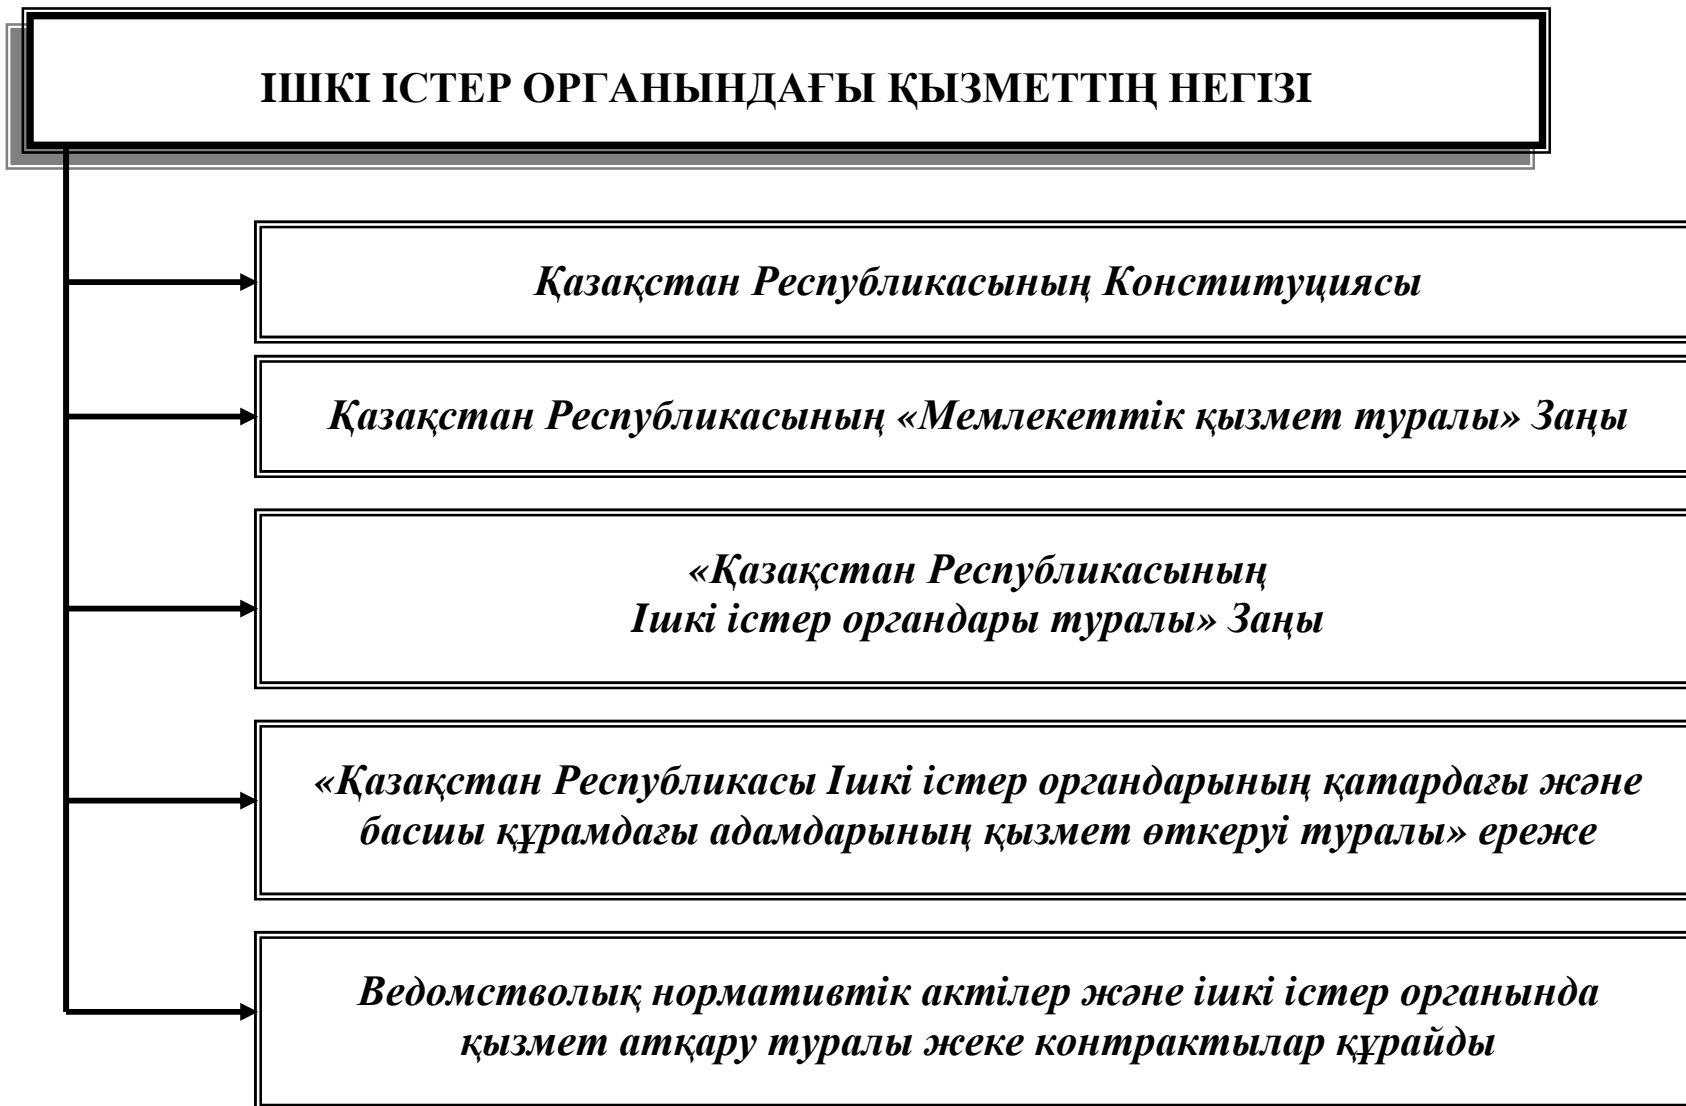 ІШКІ ІСТЕР ОРГАНЫНДАҒЫ ҚЫЗМЕТТІҢ НЕГІЗІ
Қазақстан Республикасының Конституциясы
Қазақстан Республикасының «Мемлекеттік қызмет туралы» Заңы
«Қазақстан Республикасының
Ішкі істер органдары туралы» Заңы
«Қазақстан Республикасы Ішкі істер органдарының қатардағы және
басшы құрамдағы адамдарының қызмет өткеруі туралы» ереже
Ведомстволық нормативтік актілер және ішкі істер органында
қызмет атқару туралы жеке контрактылар құрайды